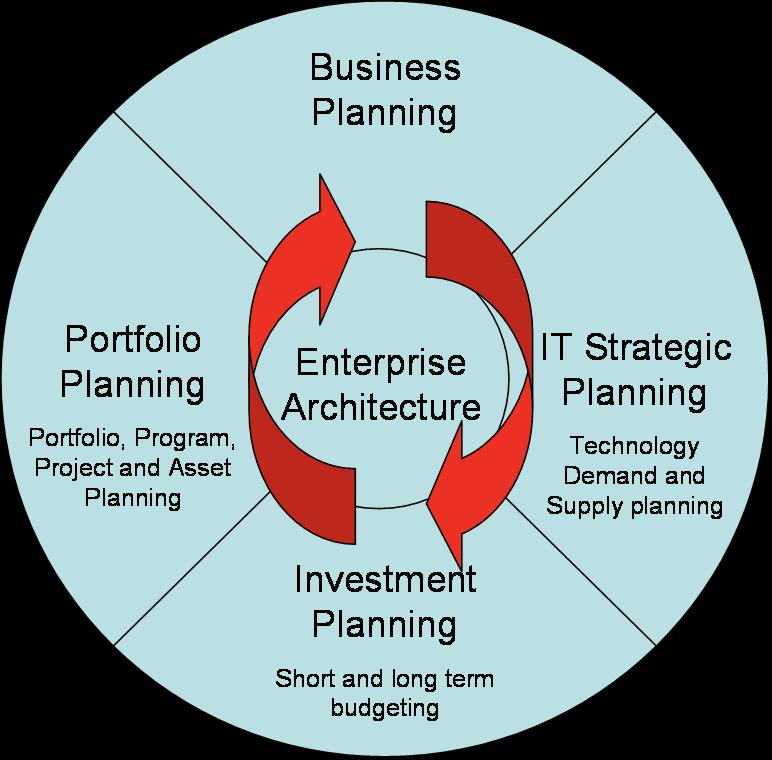 Business
Planning
Portfolio
Planning
Portfolio, Program,
Project and Asset
Planning
Enterprise
Architecture
IT Strategic
Planning
Technology
Demand and
Supply planning
Investment
Planning
Short and long term
budgeting